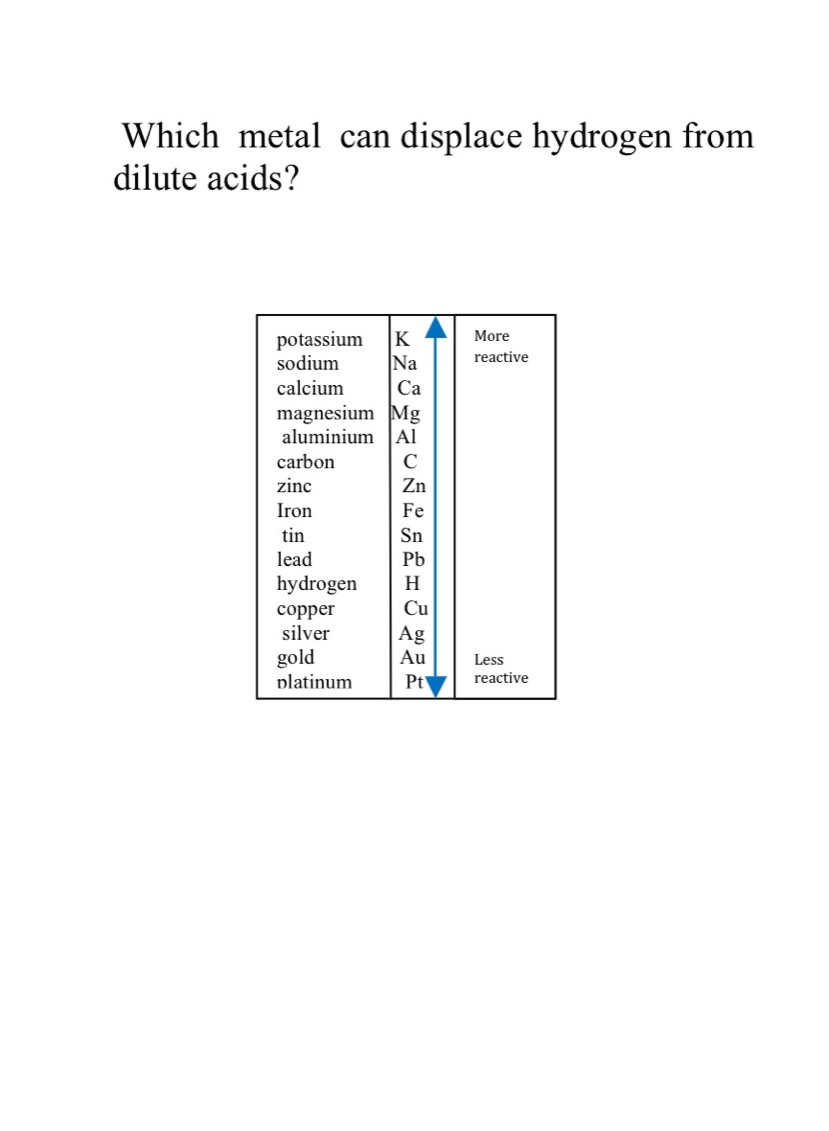 Which metal can displace hydrogen from
dilute acids?
potassium K More
sodium Na reactive
calcium Ca
magnesium Mg
aluminium Al
carbon C
zinc Zn
Iron Fe
tin Sn
lead Pb
hydrogen H
copper Cu
silver Ag
gold Au Less
platinum Pt reactive